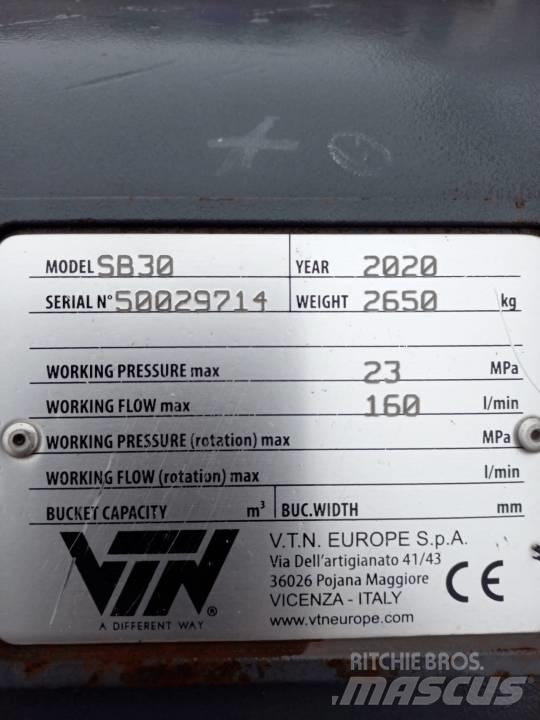 MODEL SB30 YEAR 2020
SERIAL N° 50029714 WEIGHT 2650 kg
WORKING PRESSURE max 23 MPa
WORKING FLOW max 160 l/min
WORKING PRESSURE (rotation) max MPa
WORKING FLOW (rotation) max l/min
BUCKET CAPACITY m³ BUC.WIDTH mm
VTN ®
A DIFFERENT WAY
V.T.N. EUROPE S.p.A.
Via Dell'artigianato 41/43
36026 Pojana Maggiore
VICENZA - ITALY
www.vtneurope.com
CE
RITCHIE BROS.
MASCUS